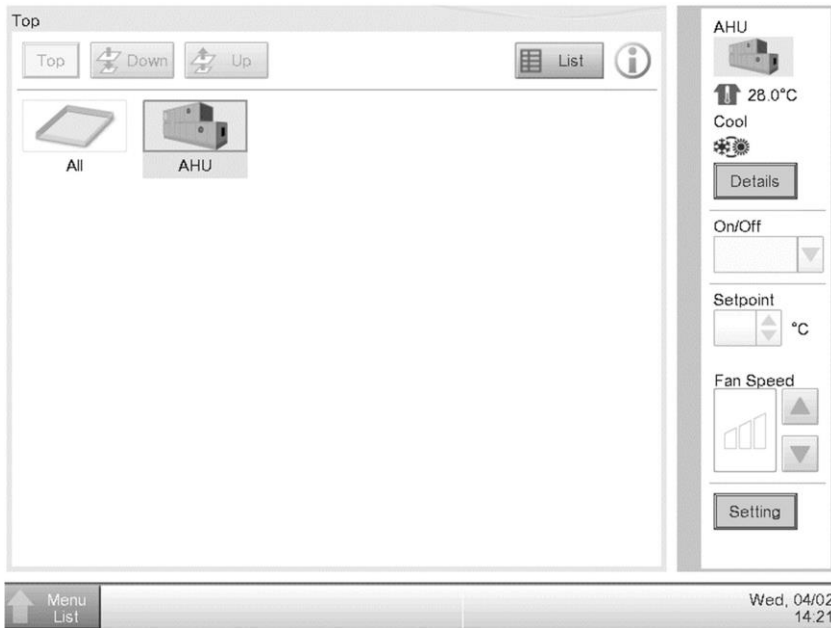 Top
Top
Down
Up
List
All
AHU
AHU
28.0°C
Cool
Details
On/Off
Setpoint
°C
Fan Speed
Setting
Menu
List
Wed, 04/02
14:21